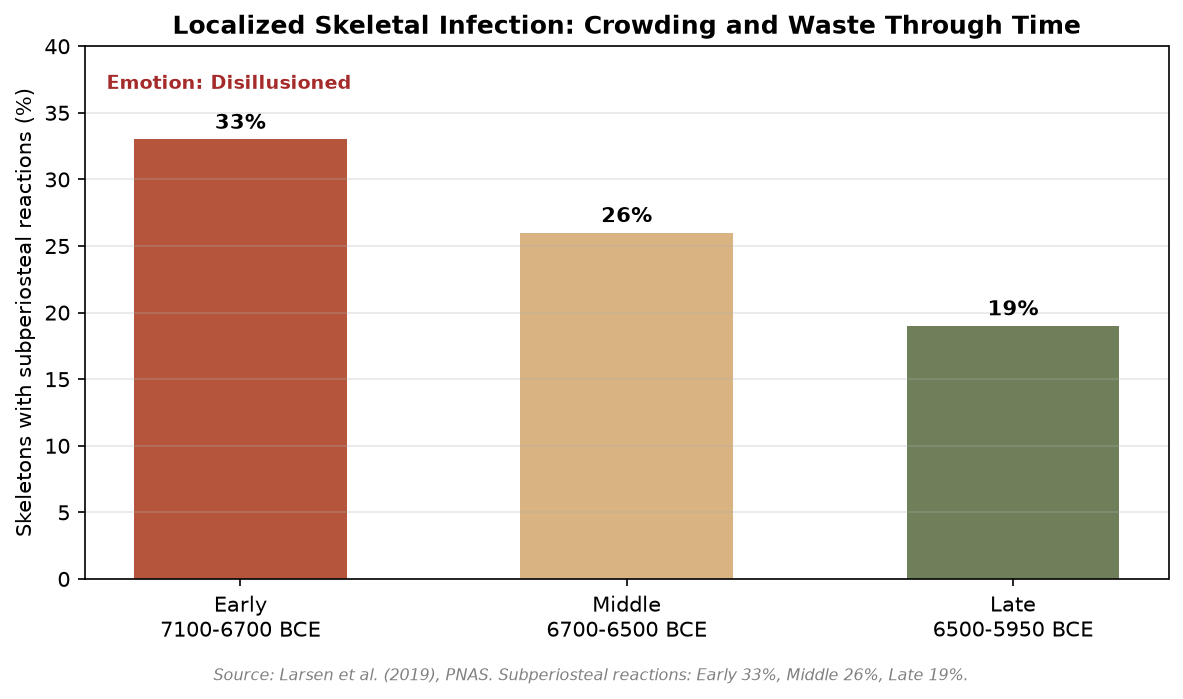 Localized Skeletal Infection: Crowding and Waste Through Time
Skeletons with subperiosteal reactions (%)
40
35
30
25
20
15
10
5
0
Emotion: Disillusioned
33%
26%
19%
Early
7100-6700 BCE
Middle
6700-6500 BCE
Late
6500-5950 BCE
Source: Larsen et al. (2019), PNAS. Subperiosteal reactions: Early 33%, Middle 26%, Late 19%.